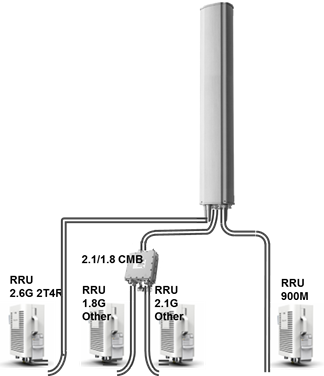 2.1/1.8 CMB
RRU
2.6G 2T4R
RRU
1.8G
Other
RRU
2.1G
Other
RRU
900M